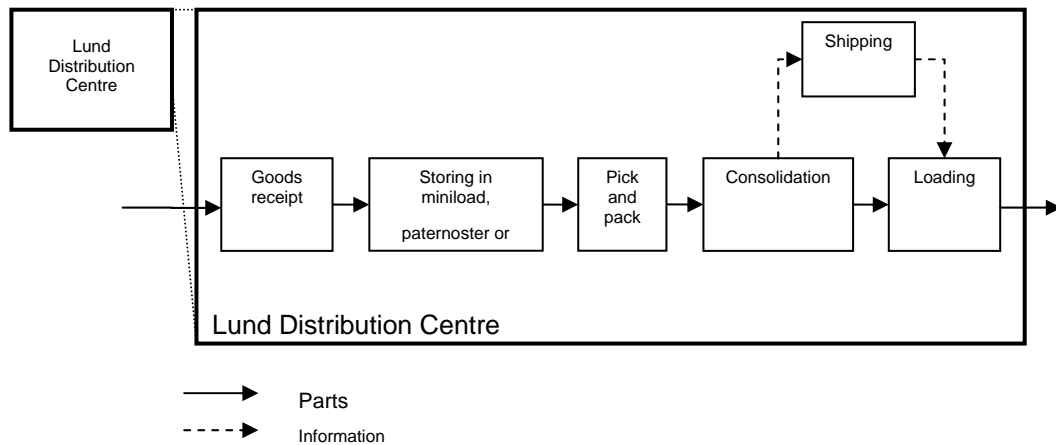 Lund
Distribution
Centre
Shipping
Goods
receipt
Storing in
miniload,
paternoster or
Pick
and
pack
Consolidation
Loading
Lund Distribution Centre
Parts
Information